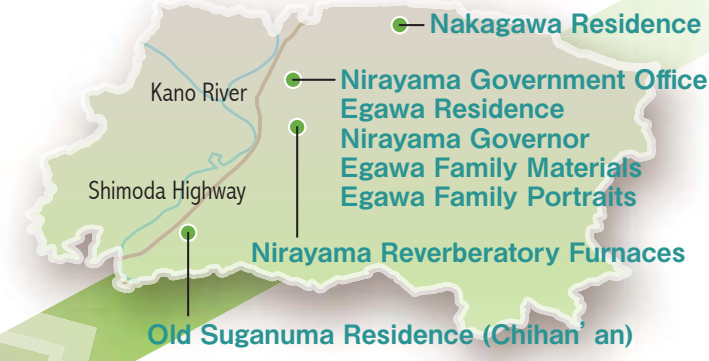 Nakagawa Residence
Kano River
Nirayama Government Office
Egawa Residence
Nirayama Governor
Egawa Family Materials
Egawa Family Portraits
Shimoda Highway
Nirayama Reverberatory Furnaces
Old Suganuma Residence (Chihan’an)